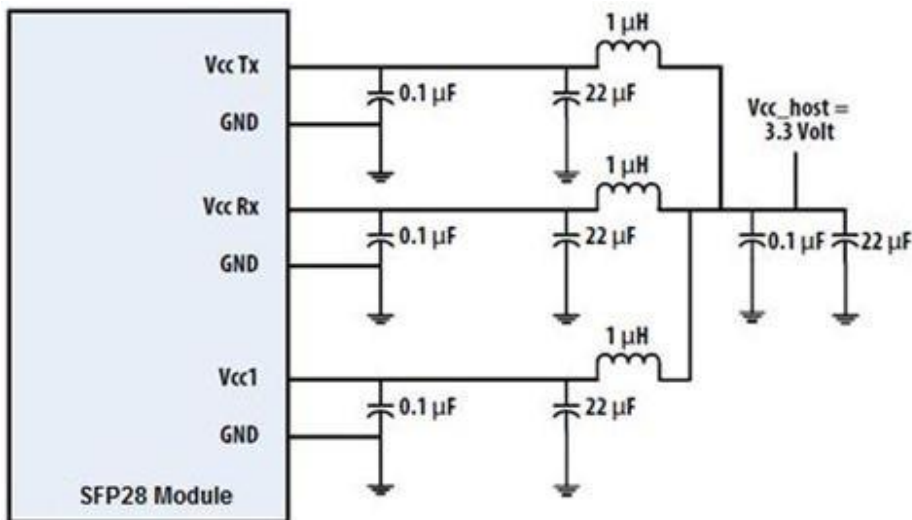 1 µH
Vcc Tx
0.1 µF
22 µF
GND
Vcc_host =
3.3 Volt
1 µH
Vcc Rx
0.1 µF
22 µF
0.1 µF
22 µF
GND
1 µH
Vcc1
0.1 µF
22 µF
GND
SFP28 Module